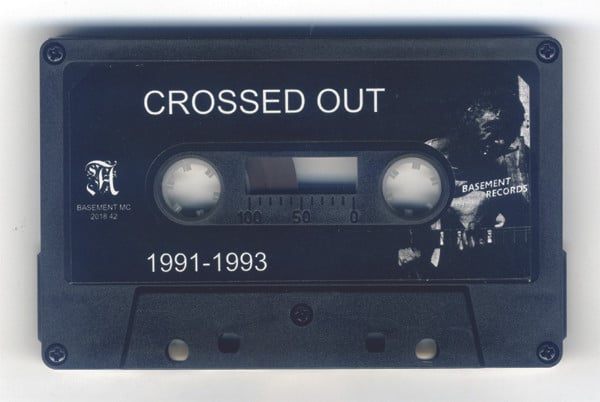 CROSSED OUT
A
BASEMENT MC
2018 42
BASEMENT
RECORDS
100 50 0
1991-1993